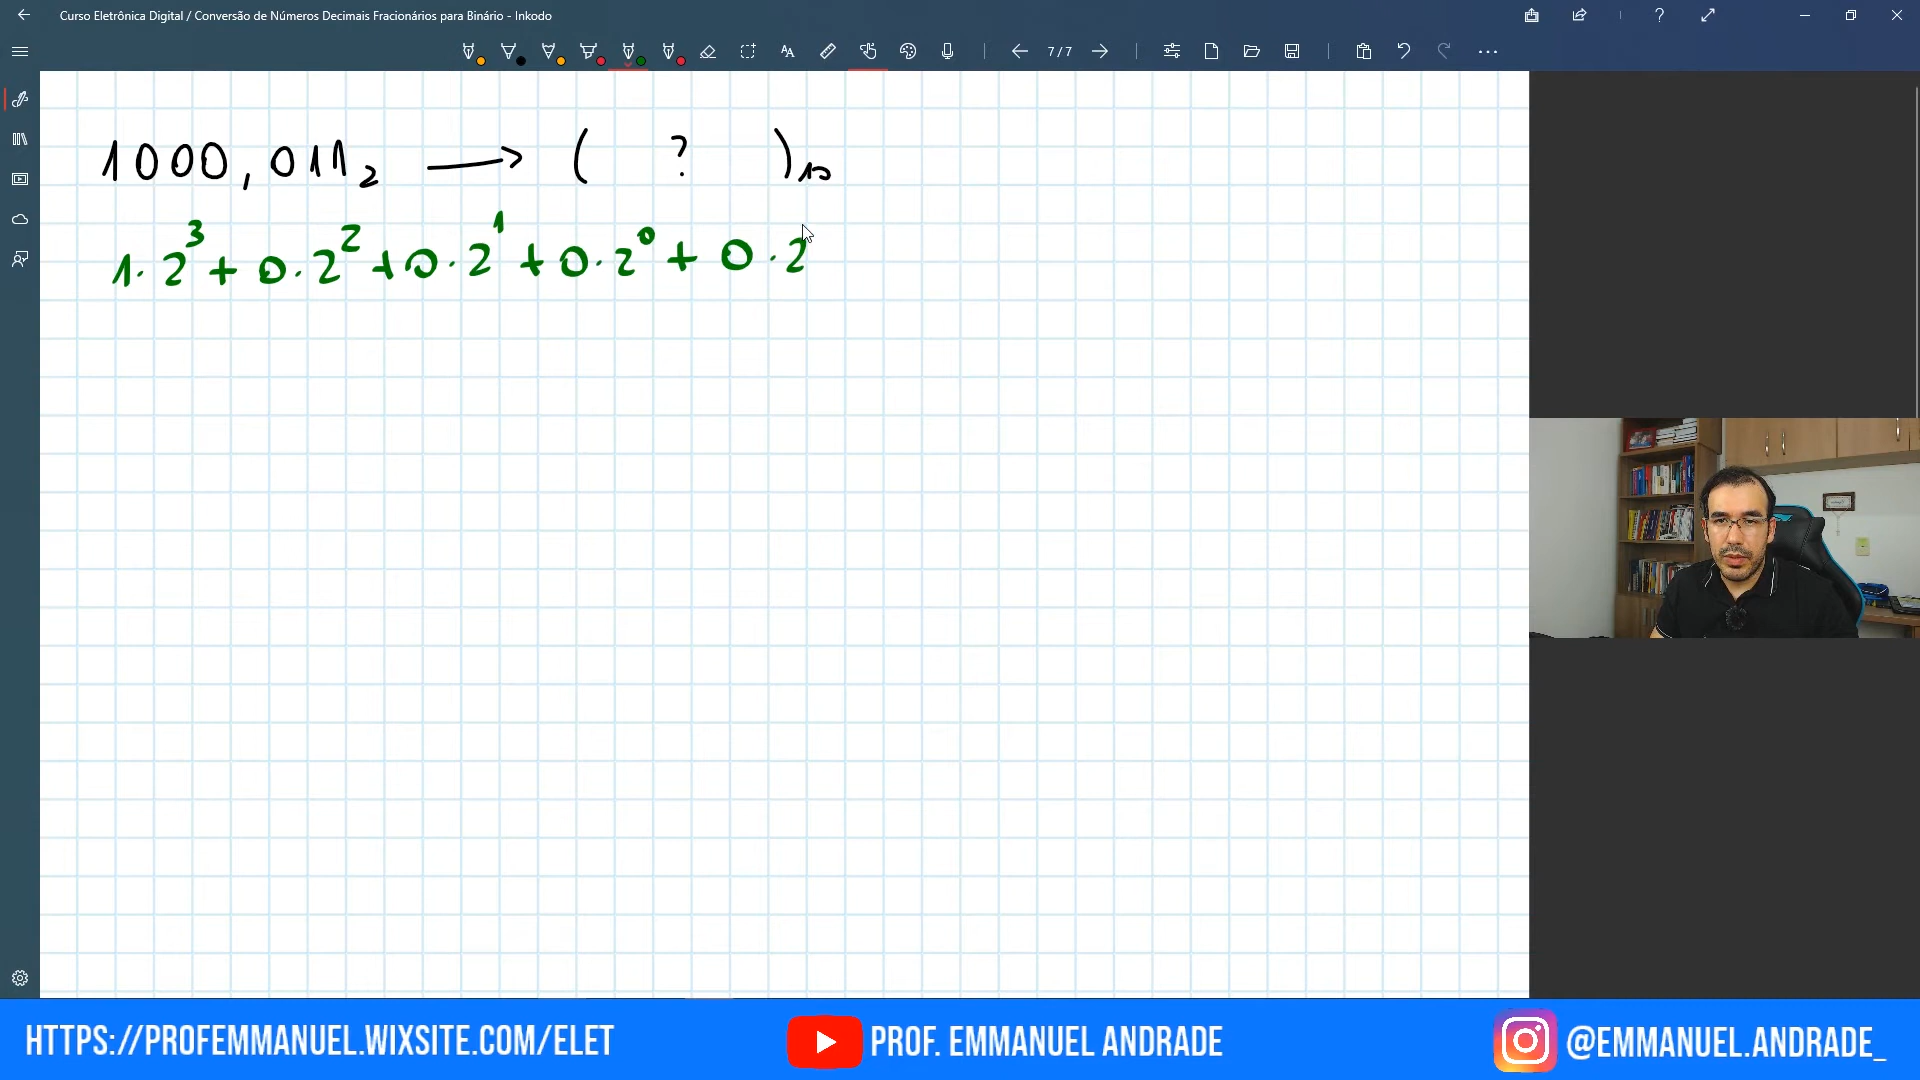 Curso Eletrônica Digital / Conversão de Números Decimais Fracionários para Binário - Inkodo
7/7
1000,011₂ → ( ? )₁₀
1·2³ + 0·2² + 0·2¹ + 0·2⁰ + 0·2
HTTPS://PROFEMMANUEL.WIXSITE.COM/ELET
PROF. EMMANUEL ANDRADE
@EMMANUEL.ANDRADE_